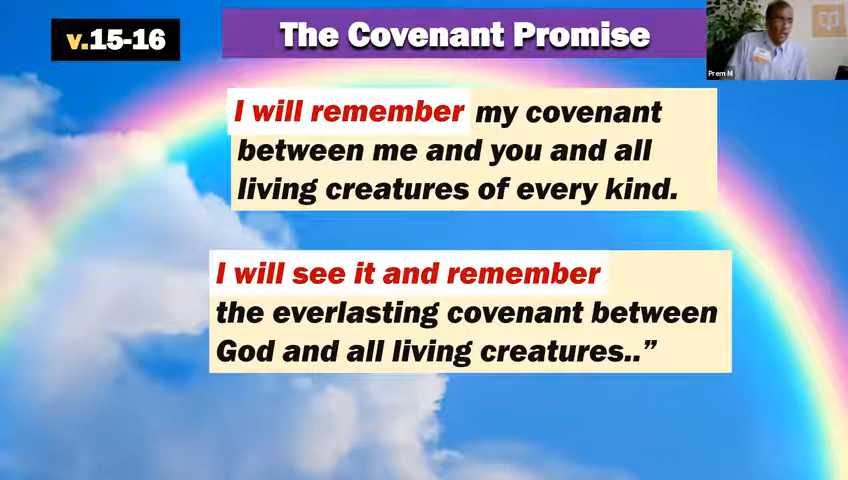 v.15-16
The Covenant Promise
Prem M
I will remember my covenant
between me and you and all
living creatures of every kind.
I will see it and remember
the everlasting covenant between
God and all living creatures..”